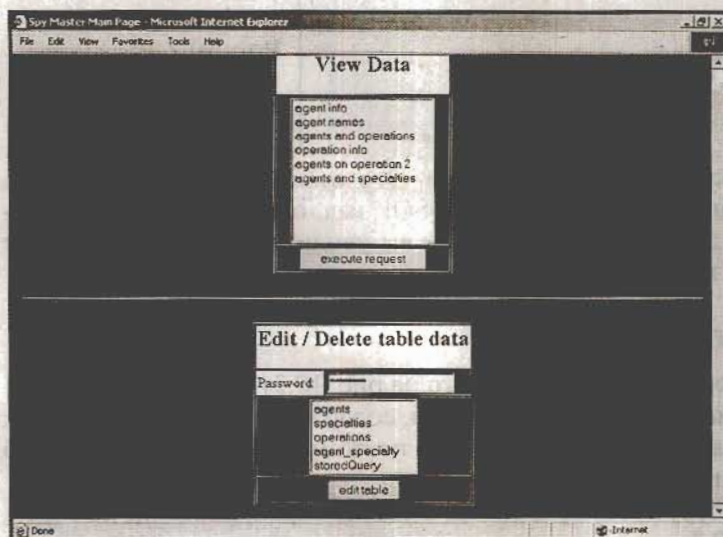 Spy Master Main Page - Microsoft Internet Explorer
File Edit View Favorites Tools Help
View Data
agent info
agent names
agents and operations
operation info
agents on operation 2
agents and specialties
execute request
Edit / Delete table data
Password
agents
specialties
operations
agent_specialty
storedQuery
edit table
Done
Internet